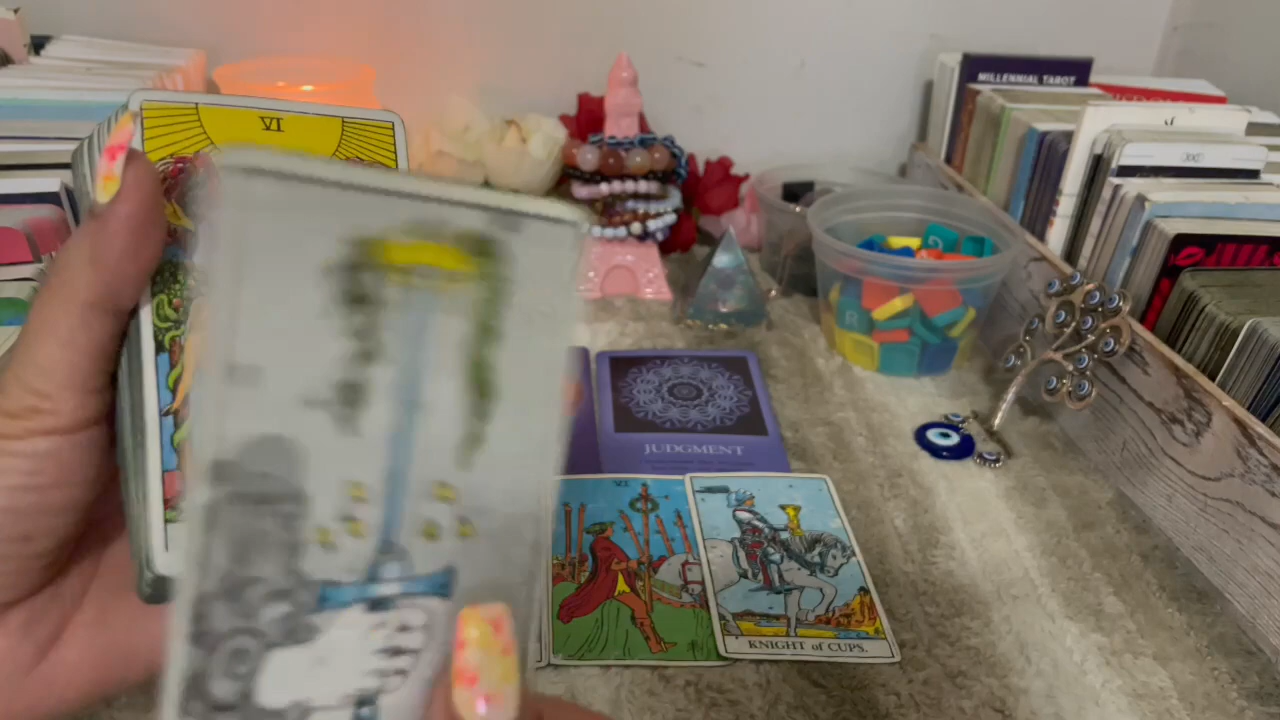 MILLENNIAL TAROT
VI
JUDGMENT
VI
KNIGHT of CUPS.
R